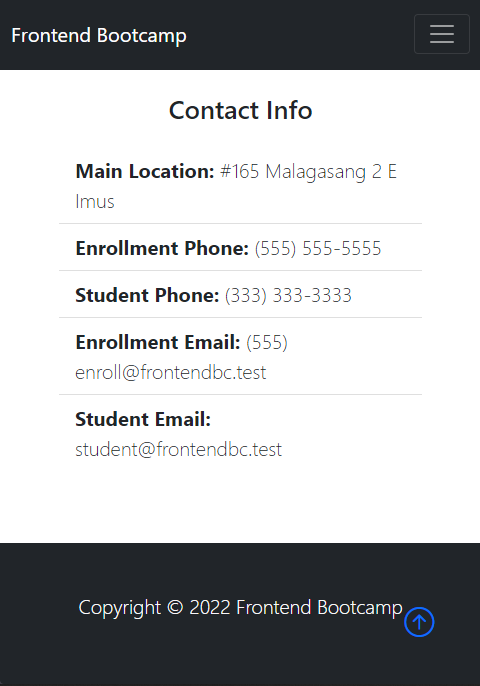 Frontend Bootcamp
Contact Info
Main Location: #165 Malagasang 2 E
Imus
Enrollment Phone: (555) 555-5555
Student Phone: (333) 333-3333
Enrollment Email: (555)
enroll@frontendbc.test
Student Email:
student@frontendbc.test
Copyright © 2022 Frontend Bootcamp